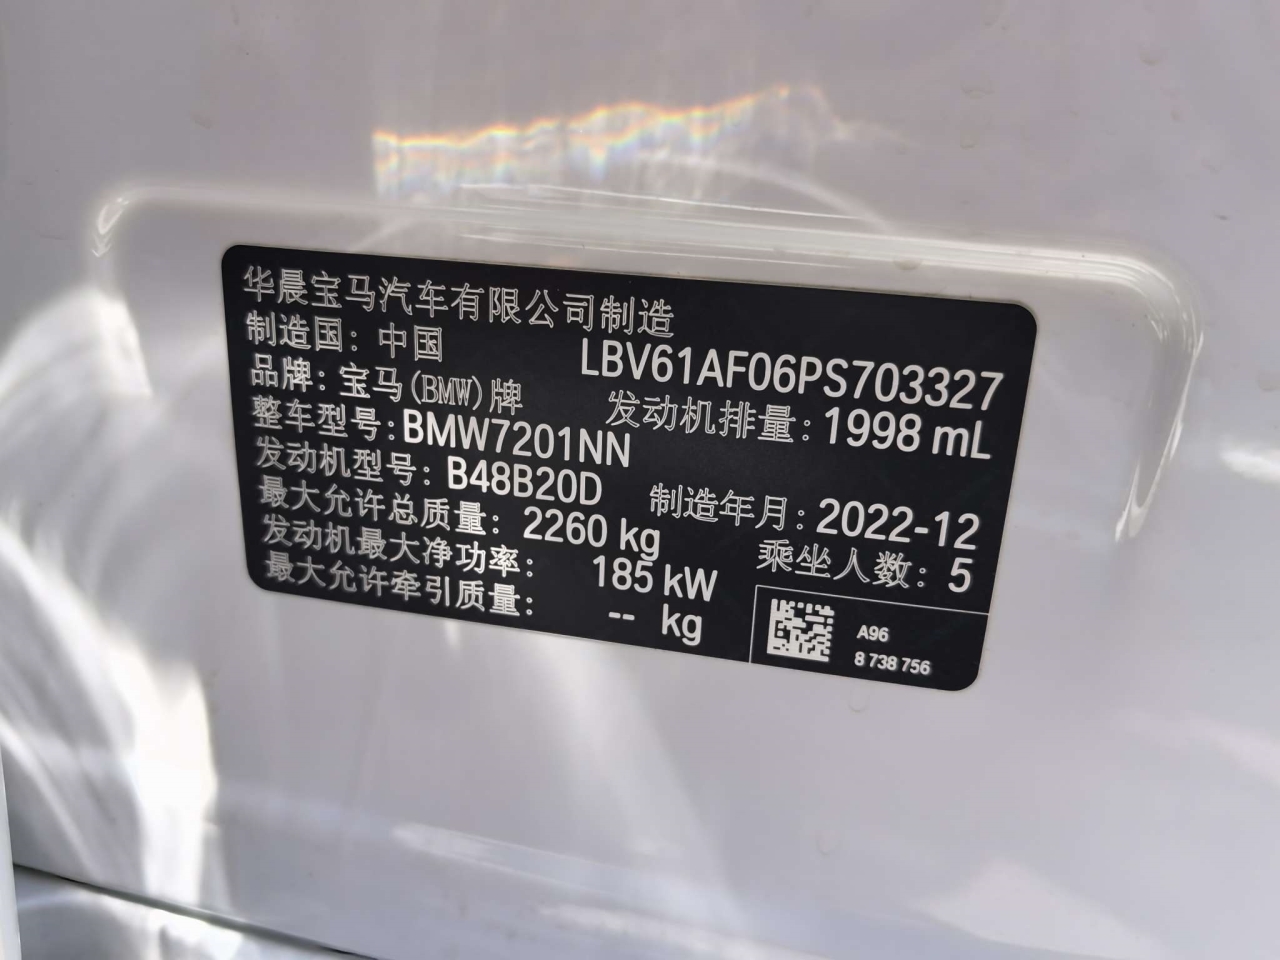 华晨宝马汽车有限公司制造
制造国：中国
LBV61AF06PS703327
品牌：宝马(BMW)牌
发动机排量：1998 mL
整车型号：BMW7201NN
发动机型号：B48B20D
制造年月：2022-12
最大允许总质量：2260 kg
乘坐人数：5
发动机最大净功率：185 kW
最大允许牵引质量：-- kg
A96
8 738 756